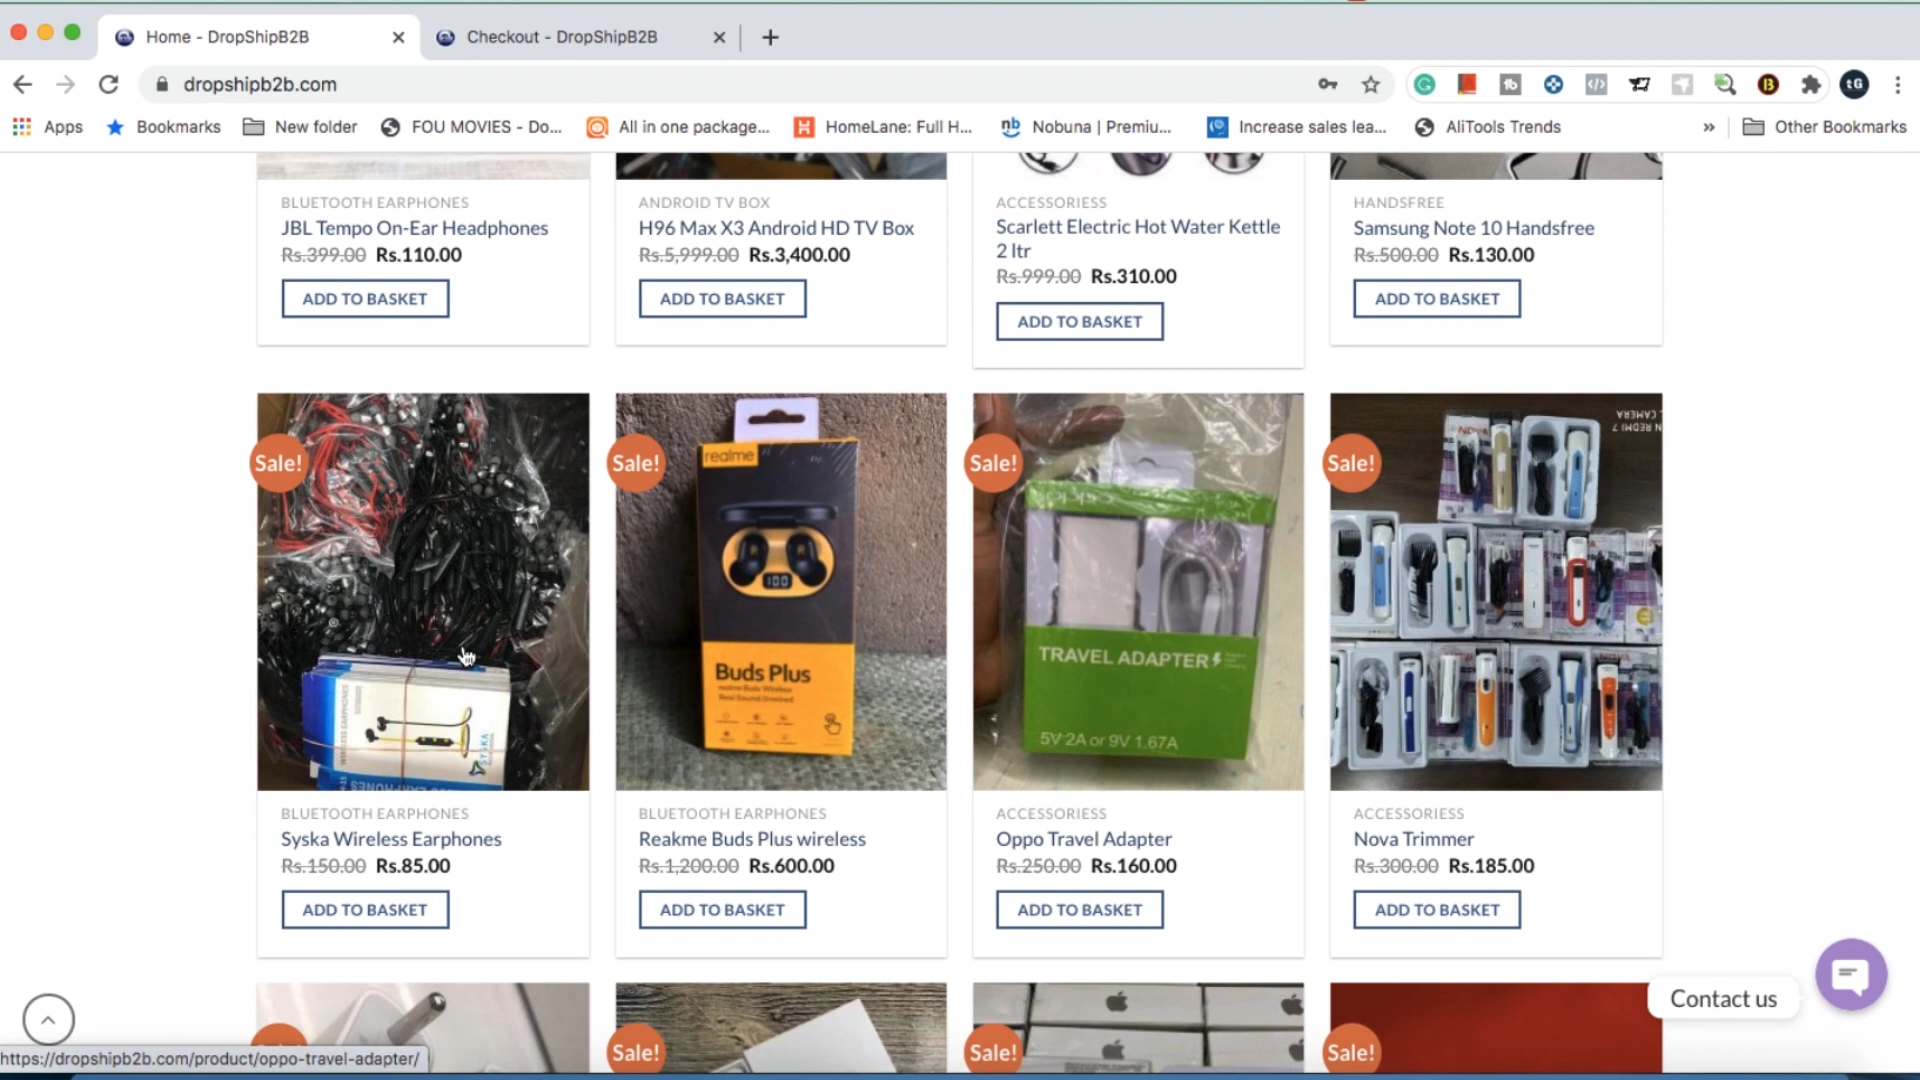 Home - DropShipB2B
Checkout - DropShipB2B
dropshipb2b.com
Apps
Bookmarks
New folder
FOU MOVIES - Do...
All in one package...
HomeLane: Full H...
Nobuna | Premiu...
Increase sales lea...
AliTools Trends
»
Other Bookmarks
BLUETOOTH EARPHONES
JBL Tempo On-Ear Headphones
Rs.399.00 Rs.110.00
ADD TO BASKET
ANDROID TV BOX
H96 Max X3 Android HD TV Box
Rs.5,999.00 Rs.3,400.00
ADD TO BASKET
ACCESSORIESS
Scarlett Electric Hot Water Kettle
2 ltr
Rs.999.00 Rs.310.00
ADD TO BASKET
HANDSFREE
Samsung Note 10 Handsfree
Rs.500.00 Rs.130.00
ADD TO BASKET
Sale!
WIRELESS EARPHONES
SYSKA
BLUETOOTH EARPHONES
Syska Wireless Earphones
Rs.150.00 Rs.85.00
ADD TO BASKET
Sale!
realme
100
Buds Plus
realme Buds Wireless
Real Sound.Unwired
BLUETOOTH EARPHONES
Reakme Buds Plus wireless
Rs.1,200.00 Rs.600.00
ADD TO BASKET
Sale!
TRAVEL ADAPTER
5V 2A or 9V 1.67A
ACCESSORIESS
Oppo Travel Adapter
Rs.250.00 Rs.160.00
ADD TO BASKET
Sale!
ACCESSORIESS
Nova Trimmer
Rs.300.00 Rs.185.00
ADD TO BASKET
Sale!
Sale!
Sale!
Contact us
https://dropshipb2b.com/product/oppo-travel-adapter/